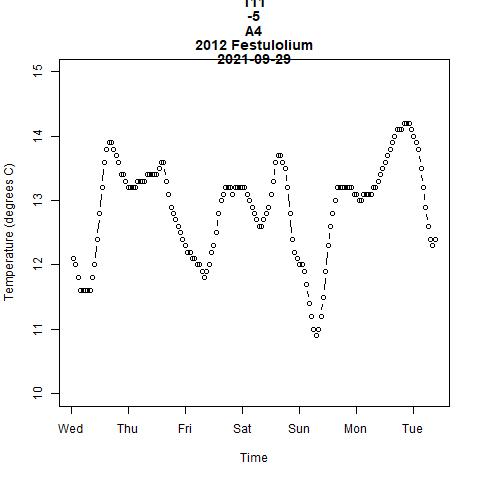 111
-5
A4
2012 Festulolium
2021-09-29
Temperature (degrees C)
15
14
13
12
11
10
Wed Thu Fri Sat Sun Mon Tue
Time